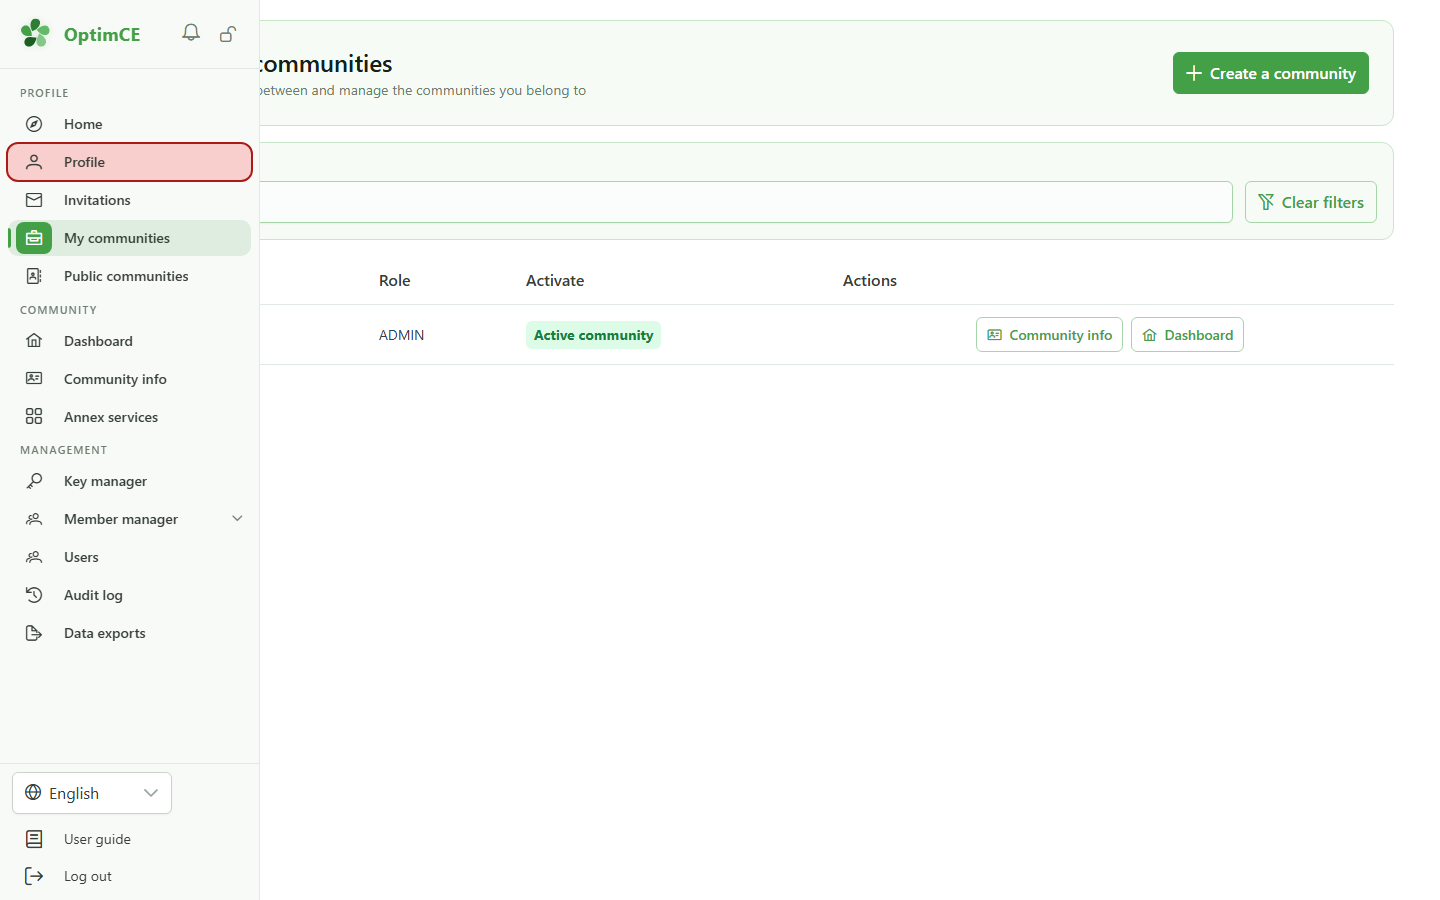 OptimCE
PROFILE
Home
Profile
Invitations
My communities
Public communities
COMMUNITY
Dashboard
Community info
Annex services
MANAGEMENT
Key manager
Member manager
Users
Audit log
Data exports
English
User guide
Log out
communities
between and manage the communities you belong to
Create a community
Clear filters
Role Activate Actions
ADMIN Active community Community info Dashboard